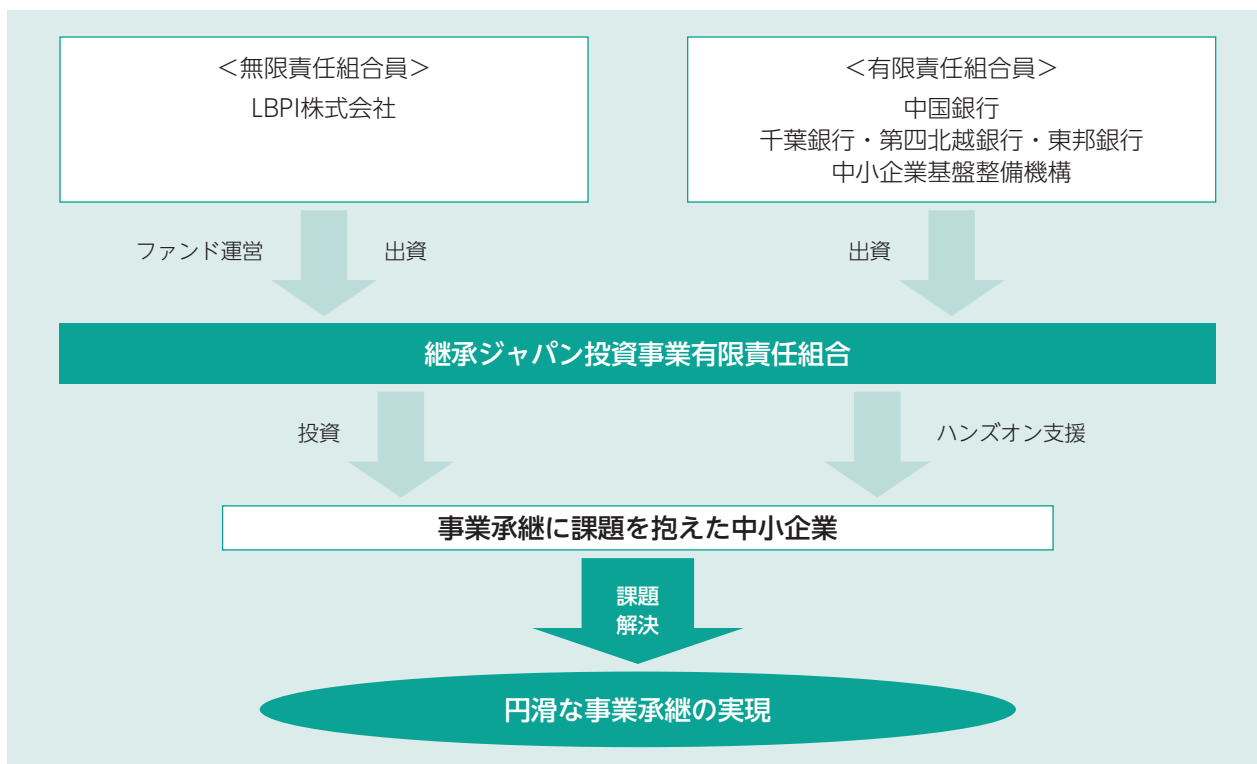 ＜無限責任組合員＞
LBPI株式会社
＜有限責任組合員＞
中国銀行
千葉銀行・第四北越銀行・東邦銀行
中小企業基盤整備機構
ファンド運営
出資
出資
継承ジャパン投資事業有限責任組合
投資
ハンズオン支援
事業承継に課題を抱えた中小企業
課題
解決
円滑な事業承継の実現